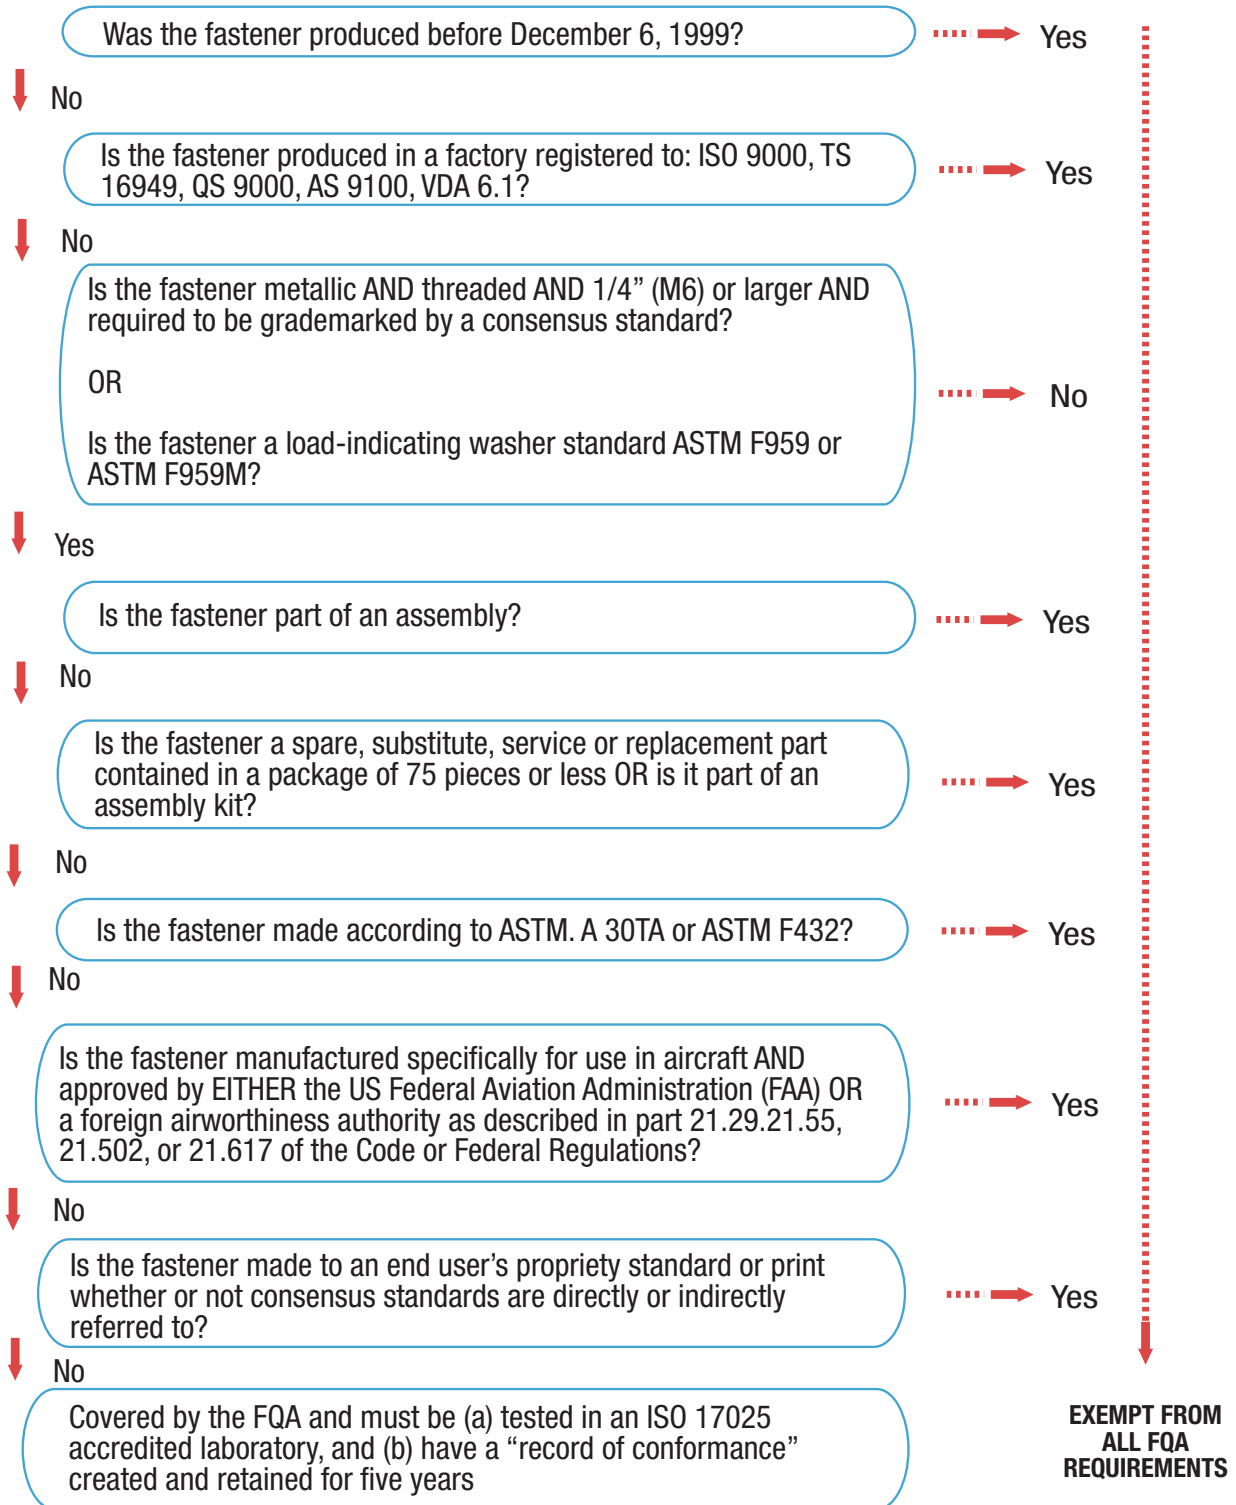 Was the fastener produced before December 6, 1999?
Yes
No
Is the fastener produced in a factory registered to: ISO 9000, TS
16949, QS 9000, AS 9100, VDA 6.1?
Yes
No
Is the fastener metallic AND threaded AND 1/4” (M6) or larger AND
required to be grademarked by a consensus standard?
OR
Is the fastener a load-indicating washer standard ASTM F959 or
ASTM F959M?
No
Yes
Is the fastener part of an assembly?
Yes
No
Is the fastener a spare, substitute, service or replacement part
contained in a package of 75 pieces or less OR is it part of an
assembly kit?
Yes
No
Is the fastener made according to ASTM. A 30TA or ASTM F432?
Yes
No
Is the fastener manufactured specifically for use in aircraft AND
approved by EITHER the US Federal Aviation Administration (FAA) OR
a foreign airworthiness authority as described in part 21.29.21.55,
21.502, or 21.617 of the Code or Federal Regulations?
Yes
No
Is the fastener made to an end user’s propriety standard or print
whether or not consensus standards are directly or indirectly
referred to?
Yes
No
Covered by the FQA and must be (a) tested in an ISO 17025
accredited laboratory, and (b) have a “record of conformance”
created and retained for five years
EXEMPT FROM
ALL FQA
REQUIREMENTS